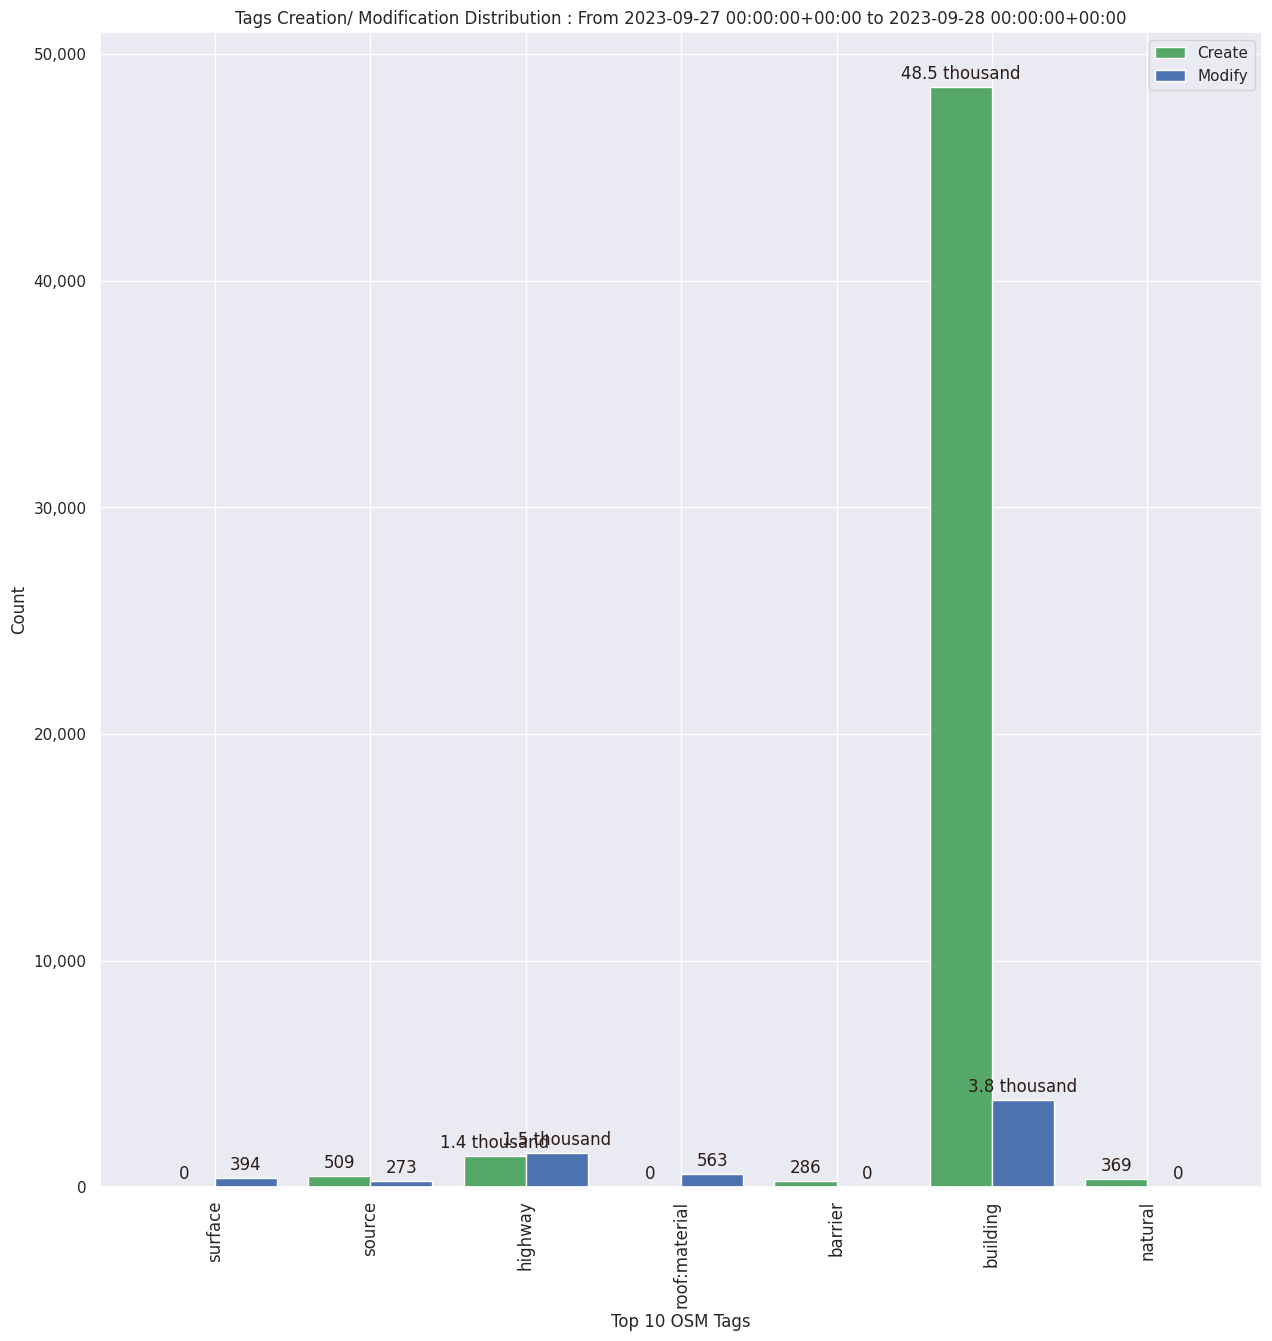 Tags Creation/ Modification Distribution : From 2023-09-27 00:00:00+00:00 to 2023-09-28 00:00:00+00:00
Create
Modify
Count
50,000
40,000
30,000
20,000
10,000
0
0
394
509
273
1.4 thousand
1.5 thousand
0
563
286
0
48.5 thousand
3.8 thousand
369
0
surface
source
highway
roof:material
barrier
building
natural
Top 10 OSM Tags